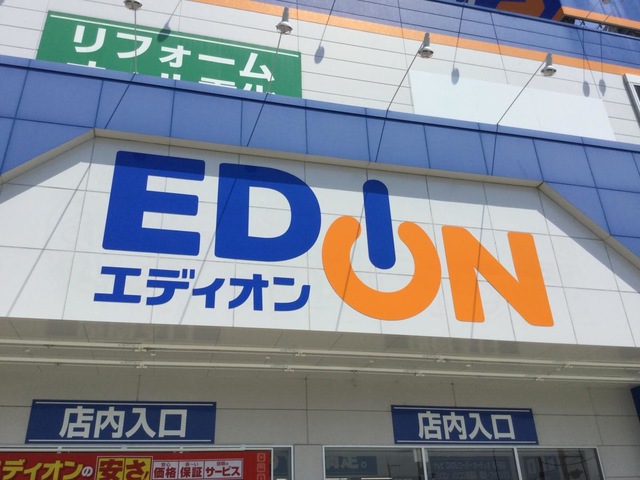 リフォーム
EDION
エディオン
店内入口
店内入口
ディオンの 安さ 価格 保証 サービス